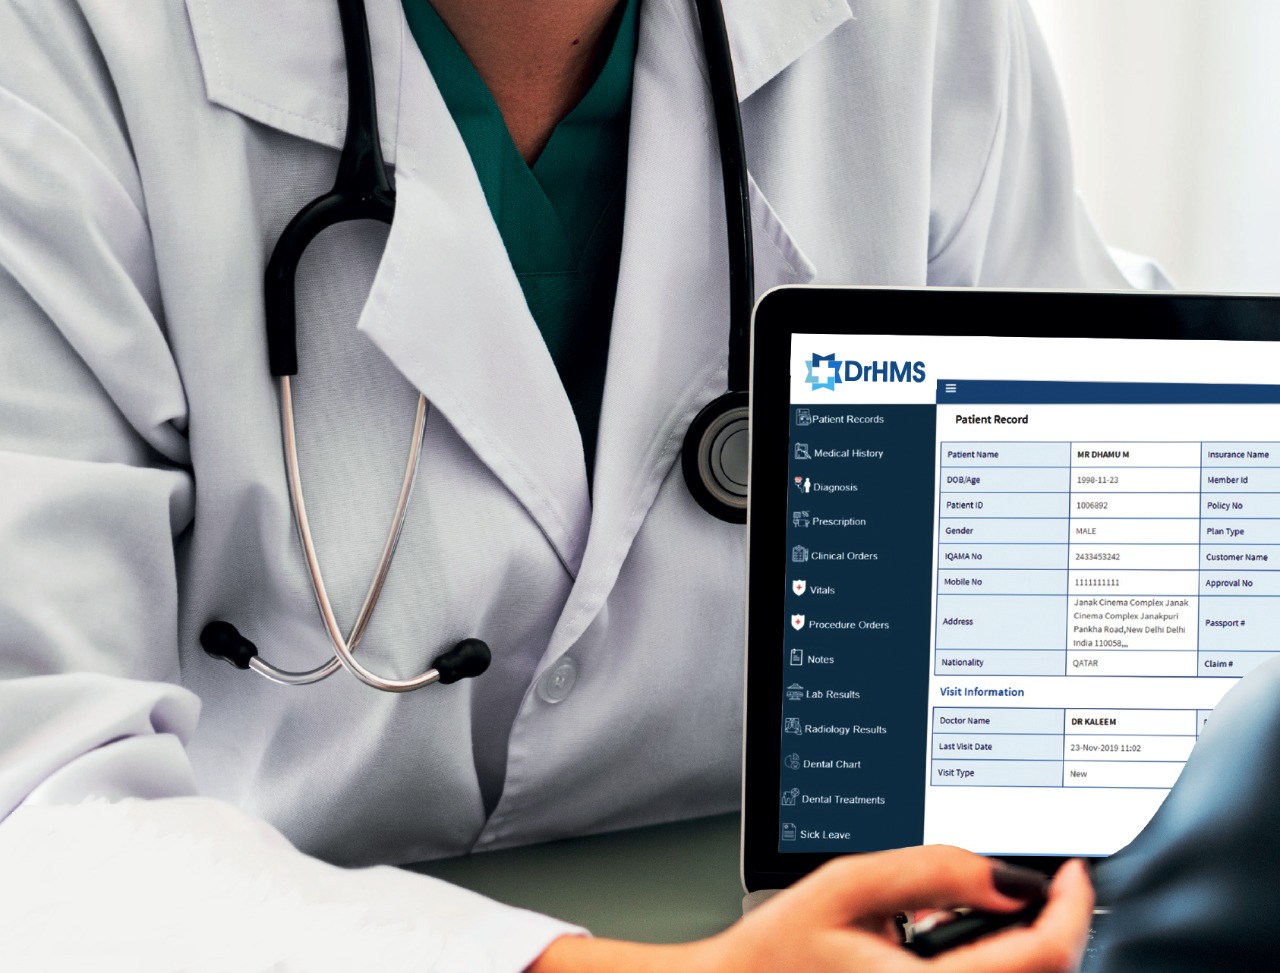 DrHMS
Patient Records
Medical History
Diagnosis
Prescription
Clinical Orders
Vitals
Procedure Orders
Notes
Lab Results
Radiology Results
Dental Chart
Dental Treatments
Sick Leave
Patient Record
Patient Name MR DHAMU M Insurance Name
DOB/Age 1998-11-23 Member Id
Patient ID 1006892 Policy No
Gender MALE Plan Type
IQAMA No 2433453242 Customer Name
Mobile No 1111111111 Approval No
Address Janak Cinema Complex Janak
Cinema Complex Janakpuri
Pankha Road,New Delhi Delhi
India 110058,,,
Passport #
Nationality QATAR Claim #
Visit Information
Doctor Name DR KALEEM
Last Visit Date 23-Nov-2019 11:02
Visit Type New